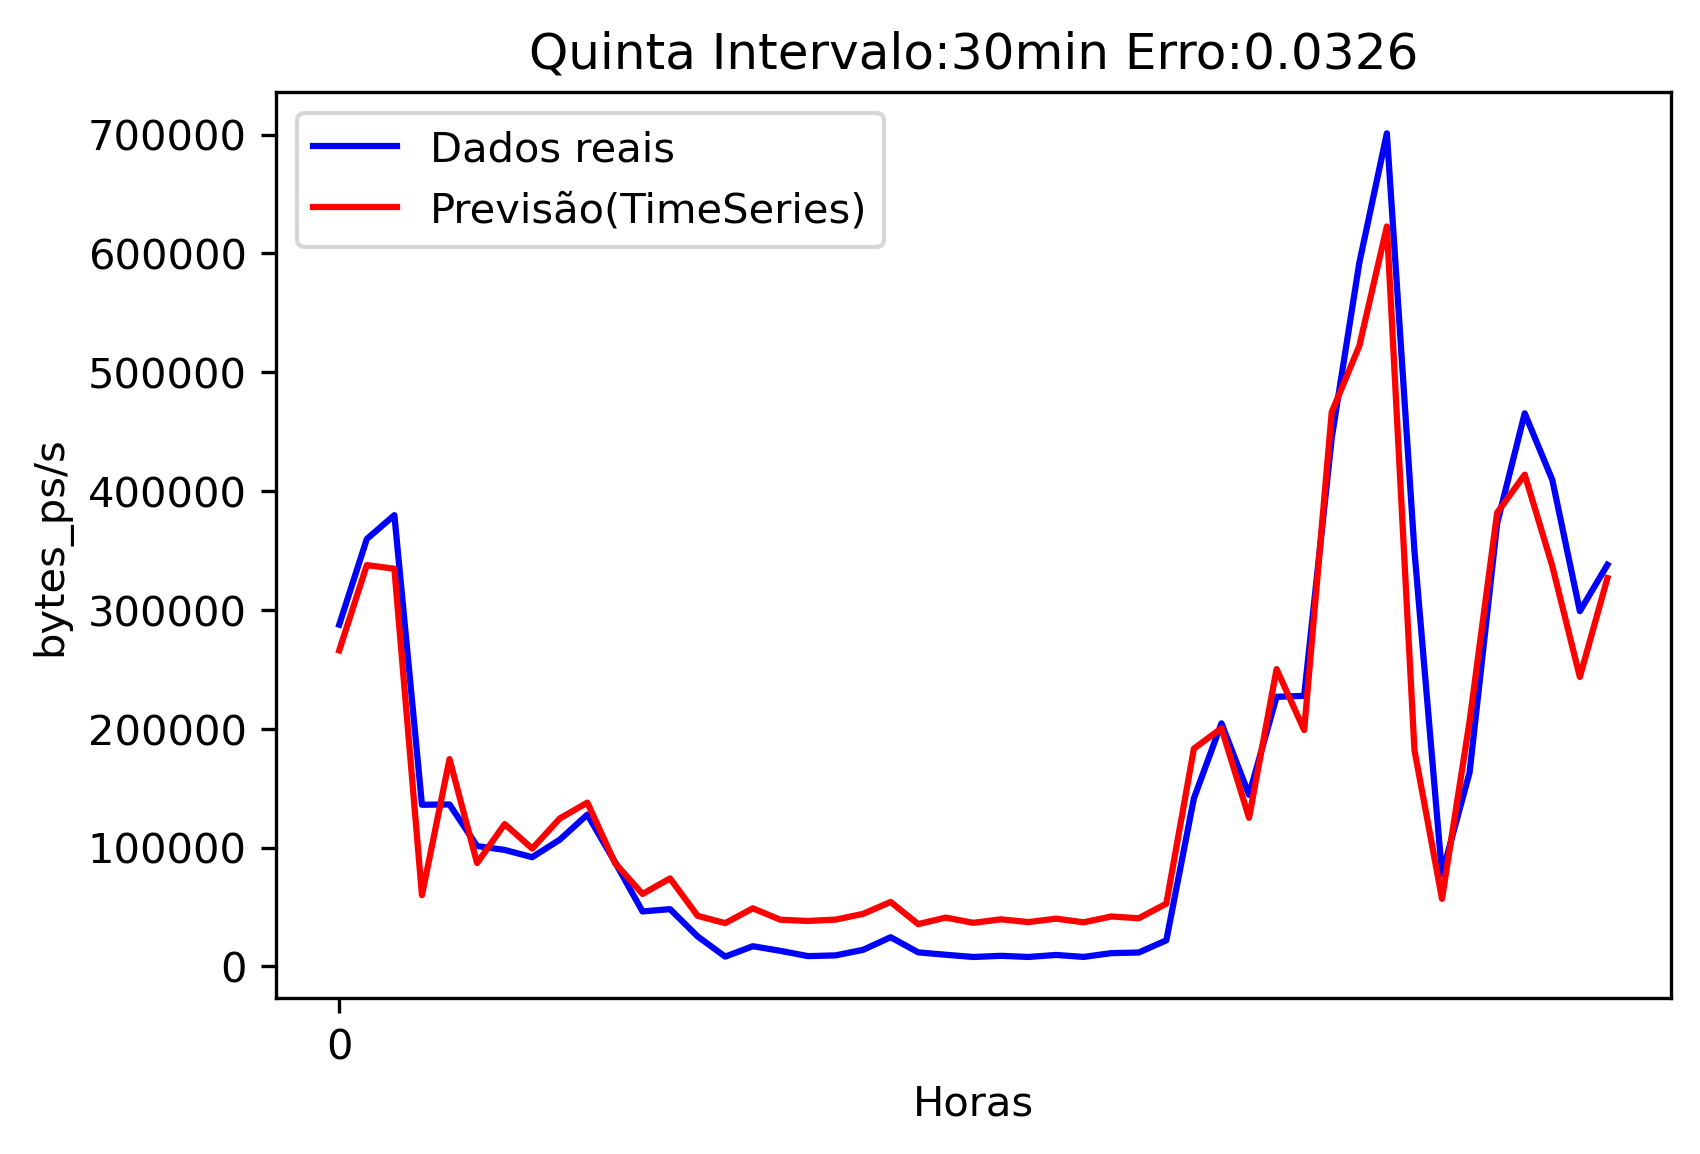 Quinta Intervalo:30min Erro:0.0326
Dados reais
Previsão(TimeSeries)
700000
600000
500000
400000
300000
200000
100000
0
bytes_ps/s
0
Horas